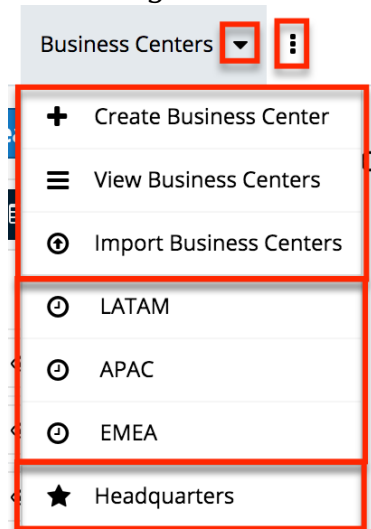 Business Centers
Create Business Center
View Business Centers
Import Business Centers
LATAM
APAC
EMEA
Headquarters